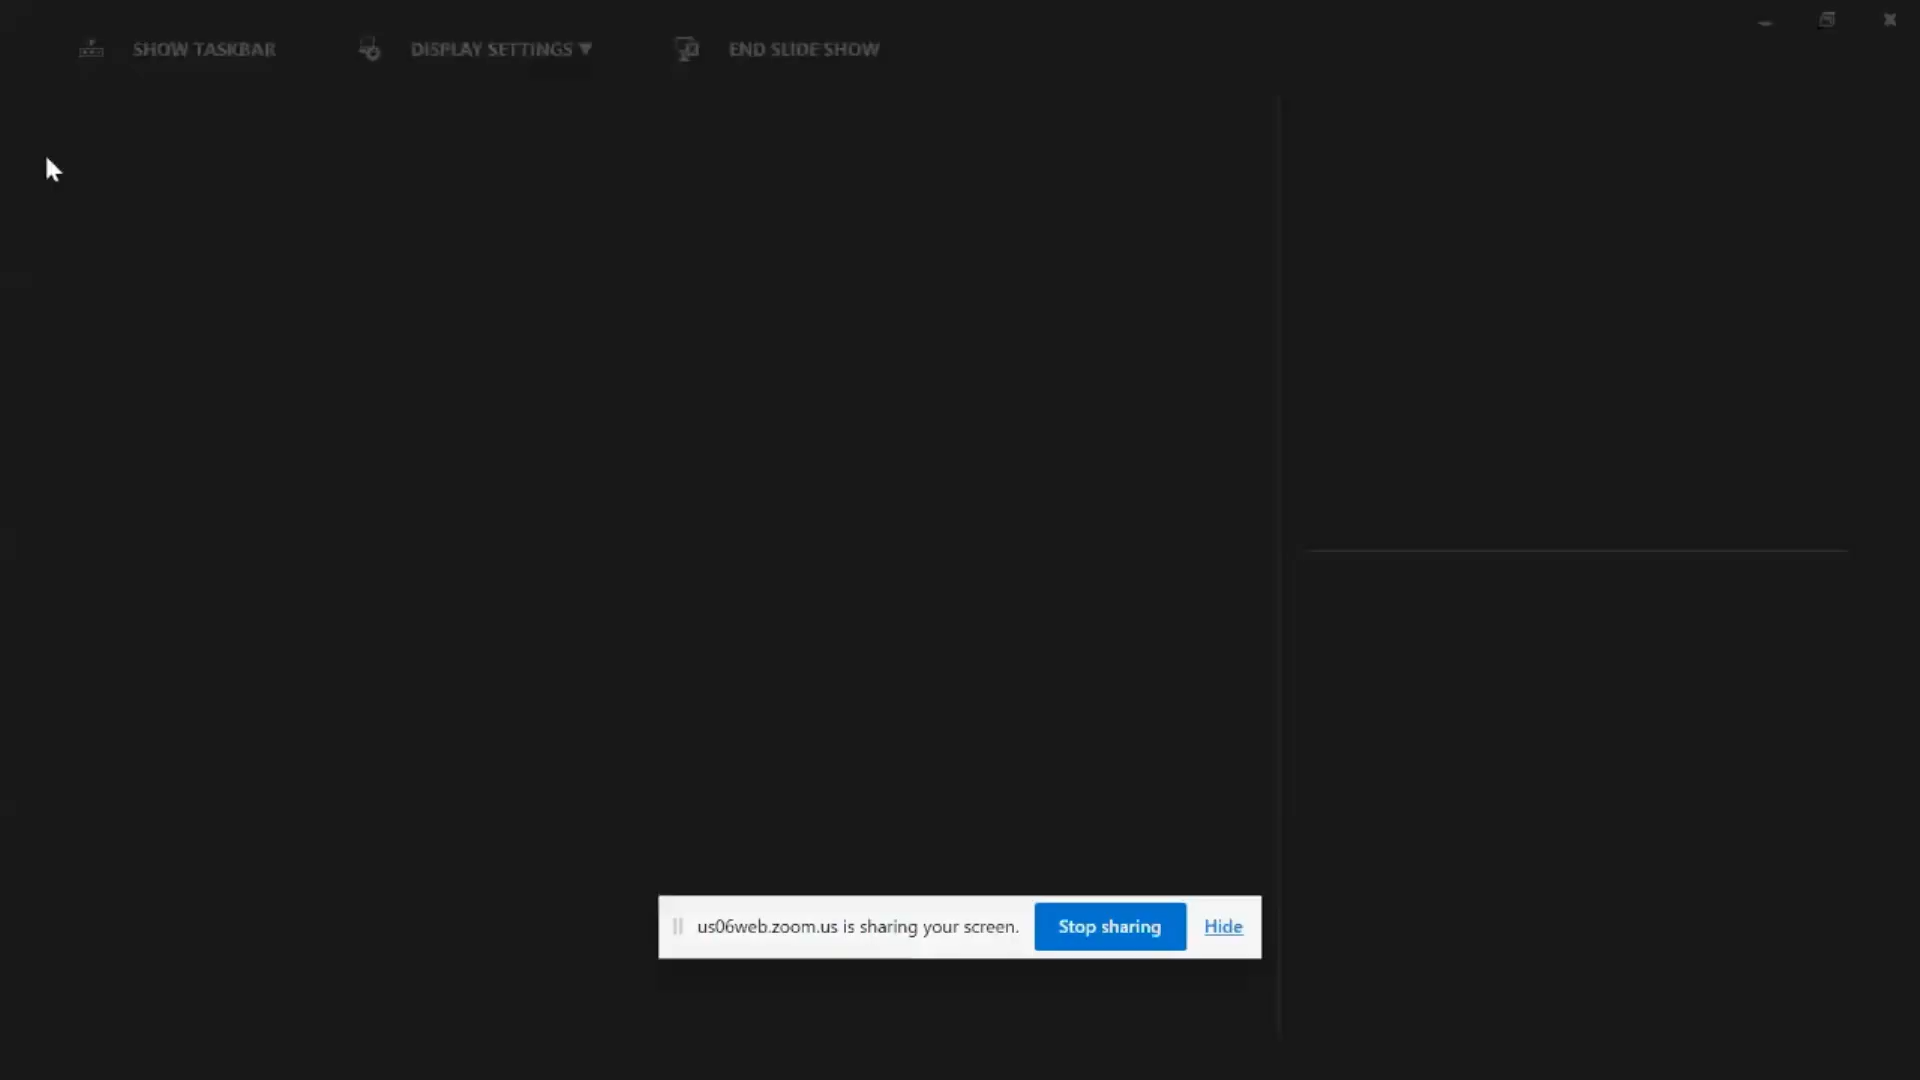 SHOW TASKBAR DISPLAY SETTINGS ▼ END SLIDE SHOW
us06web.zoom.us is sharing your screen. Stop sharing Hide